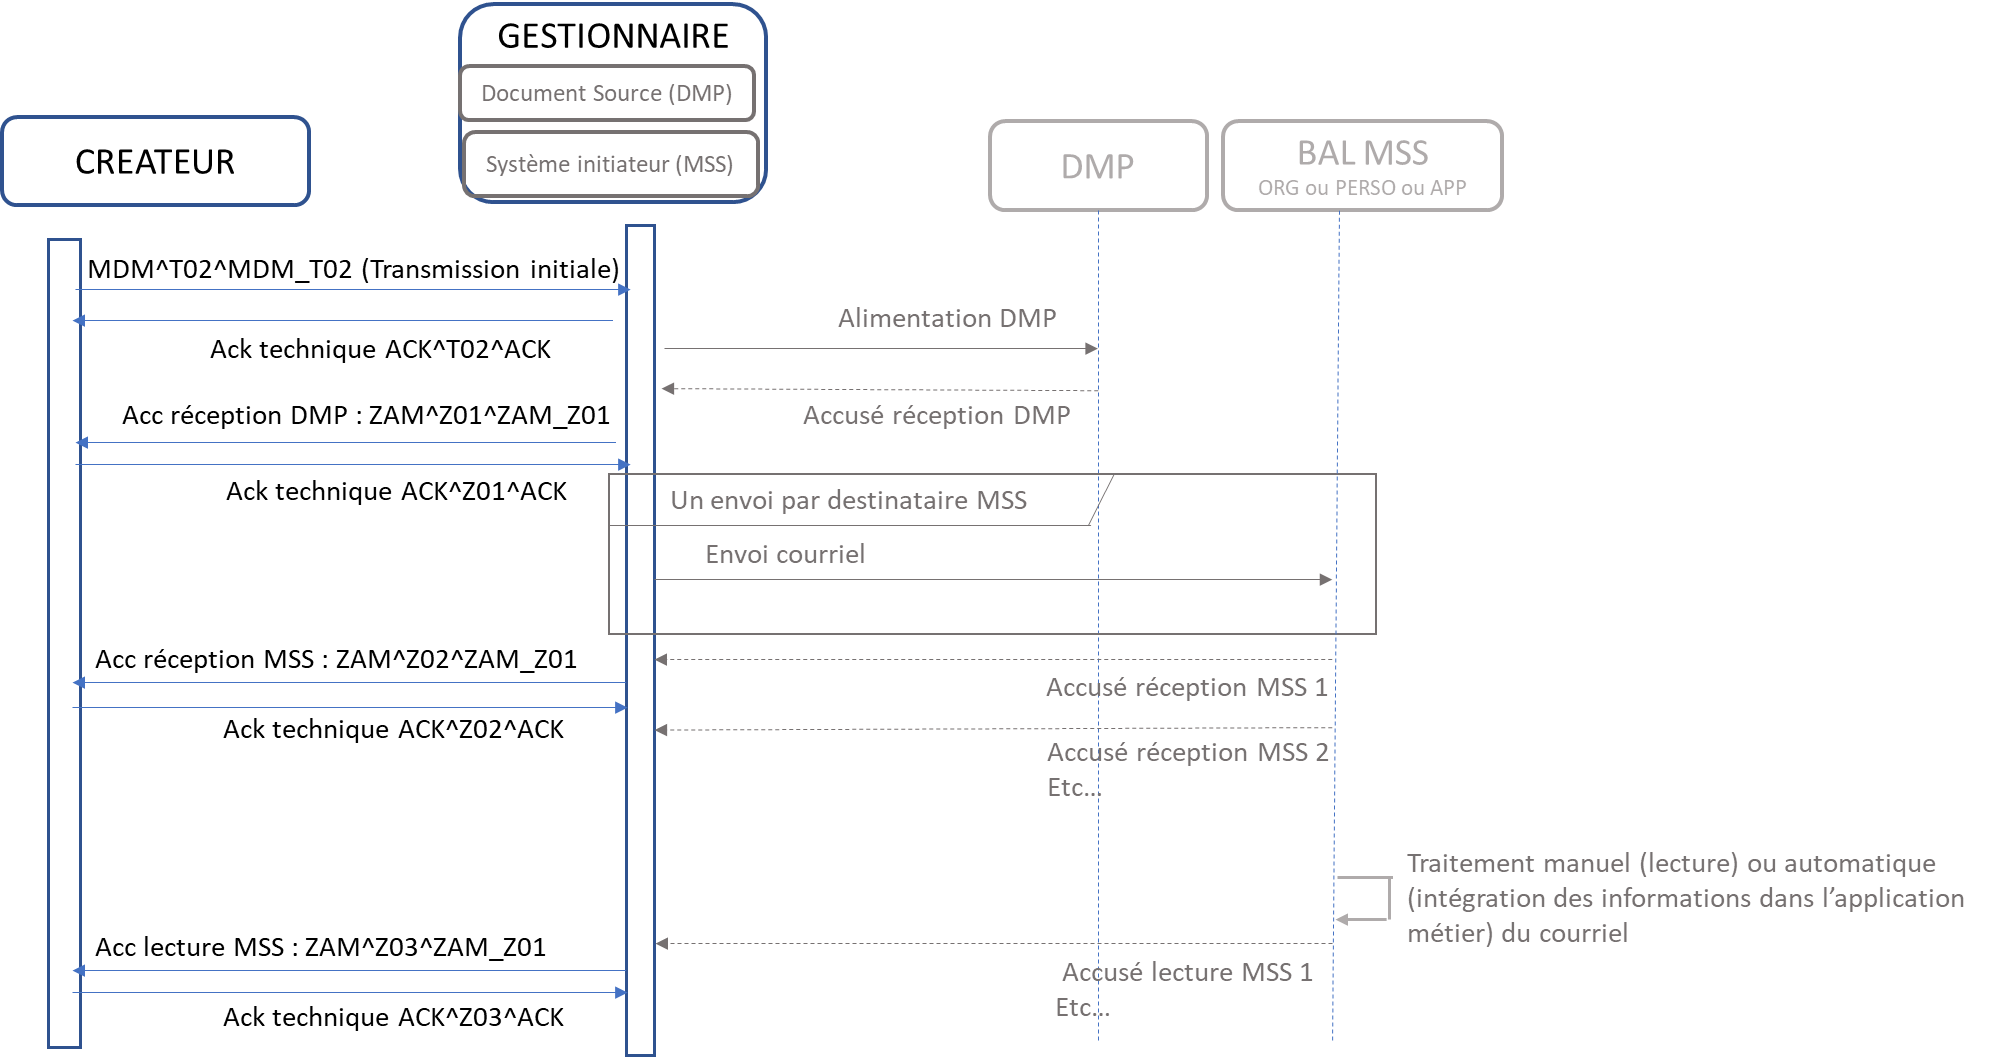 GESTIONNAIRE
Document Source (DMP)
Système initiateur (MSS)
CREATEUR
DMP
BAL MSS
ORG ou PERSO ou APP
MDM^T02^MDM_T02 (Transmission initiale)
Alimentation DMP
Ack technique ACK^T02^ACK
Acc réception DMP : ZAM^Z01^ZAM_Z01
Accusé réception DMP
Ack technique ACK^Z01^ACK
Un envoi par destinataire MSS
Envoi courriel
Acc réception MSS : ZAM^Z02^ZAM_Z01
Accusé réception MSS 1
Ack technique ACK^Z02^ACK
Accusé réception MSS 2
Etc...
Traitement manuel (lecture) ou automatique
(intégration des informations dans l’application
métier) du courriel
Acc lecture MSS : ZAM^Z03^ZAM_Z01
Accusé lecture MSS 1
Etc...
Ack technique ACK^Z03^ACK